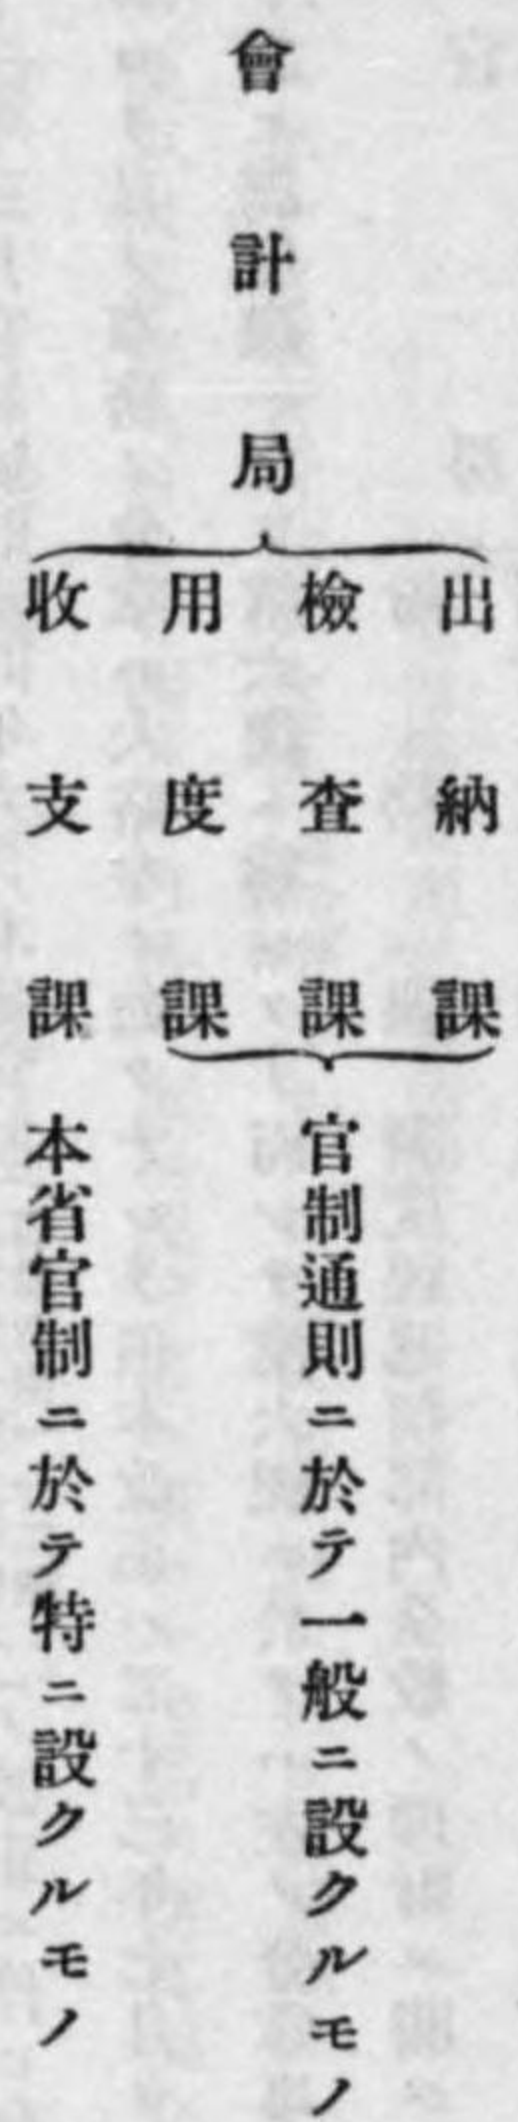 會計局
出納課
檢査課
用度課
官制通則ニ於テ一般ニ設クルモノ
收支課
本省官制ニ於テ特ニ設クルモノ